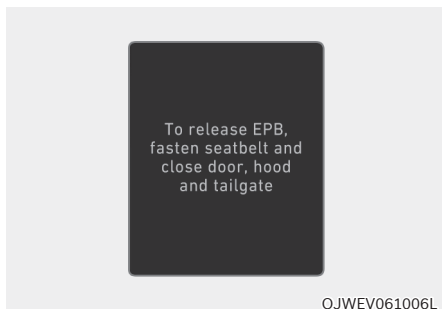 To release EPB,
fasten seatbelt and
close door, hood
and tailgate
OJWEV061006L